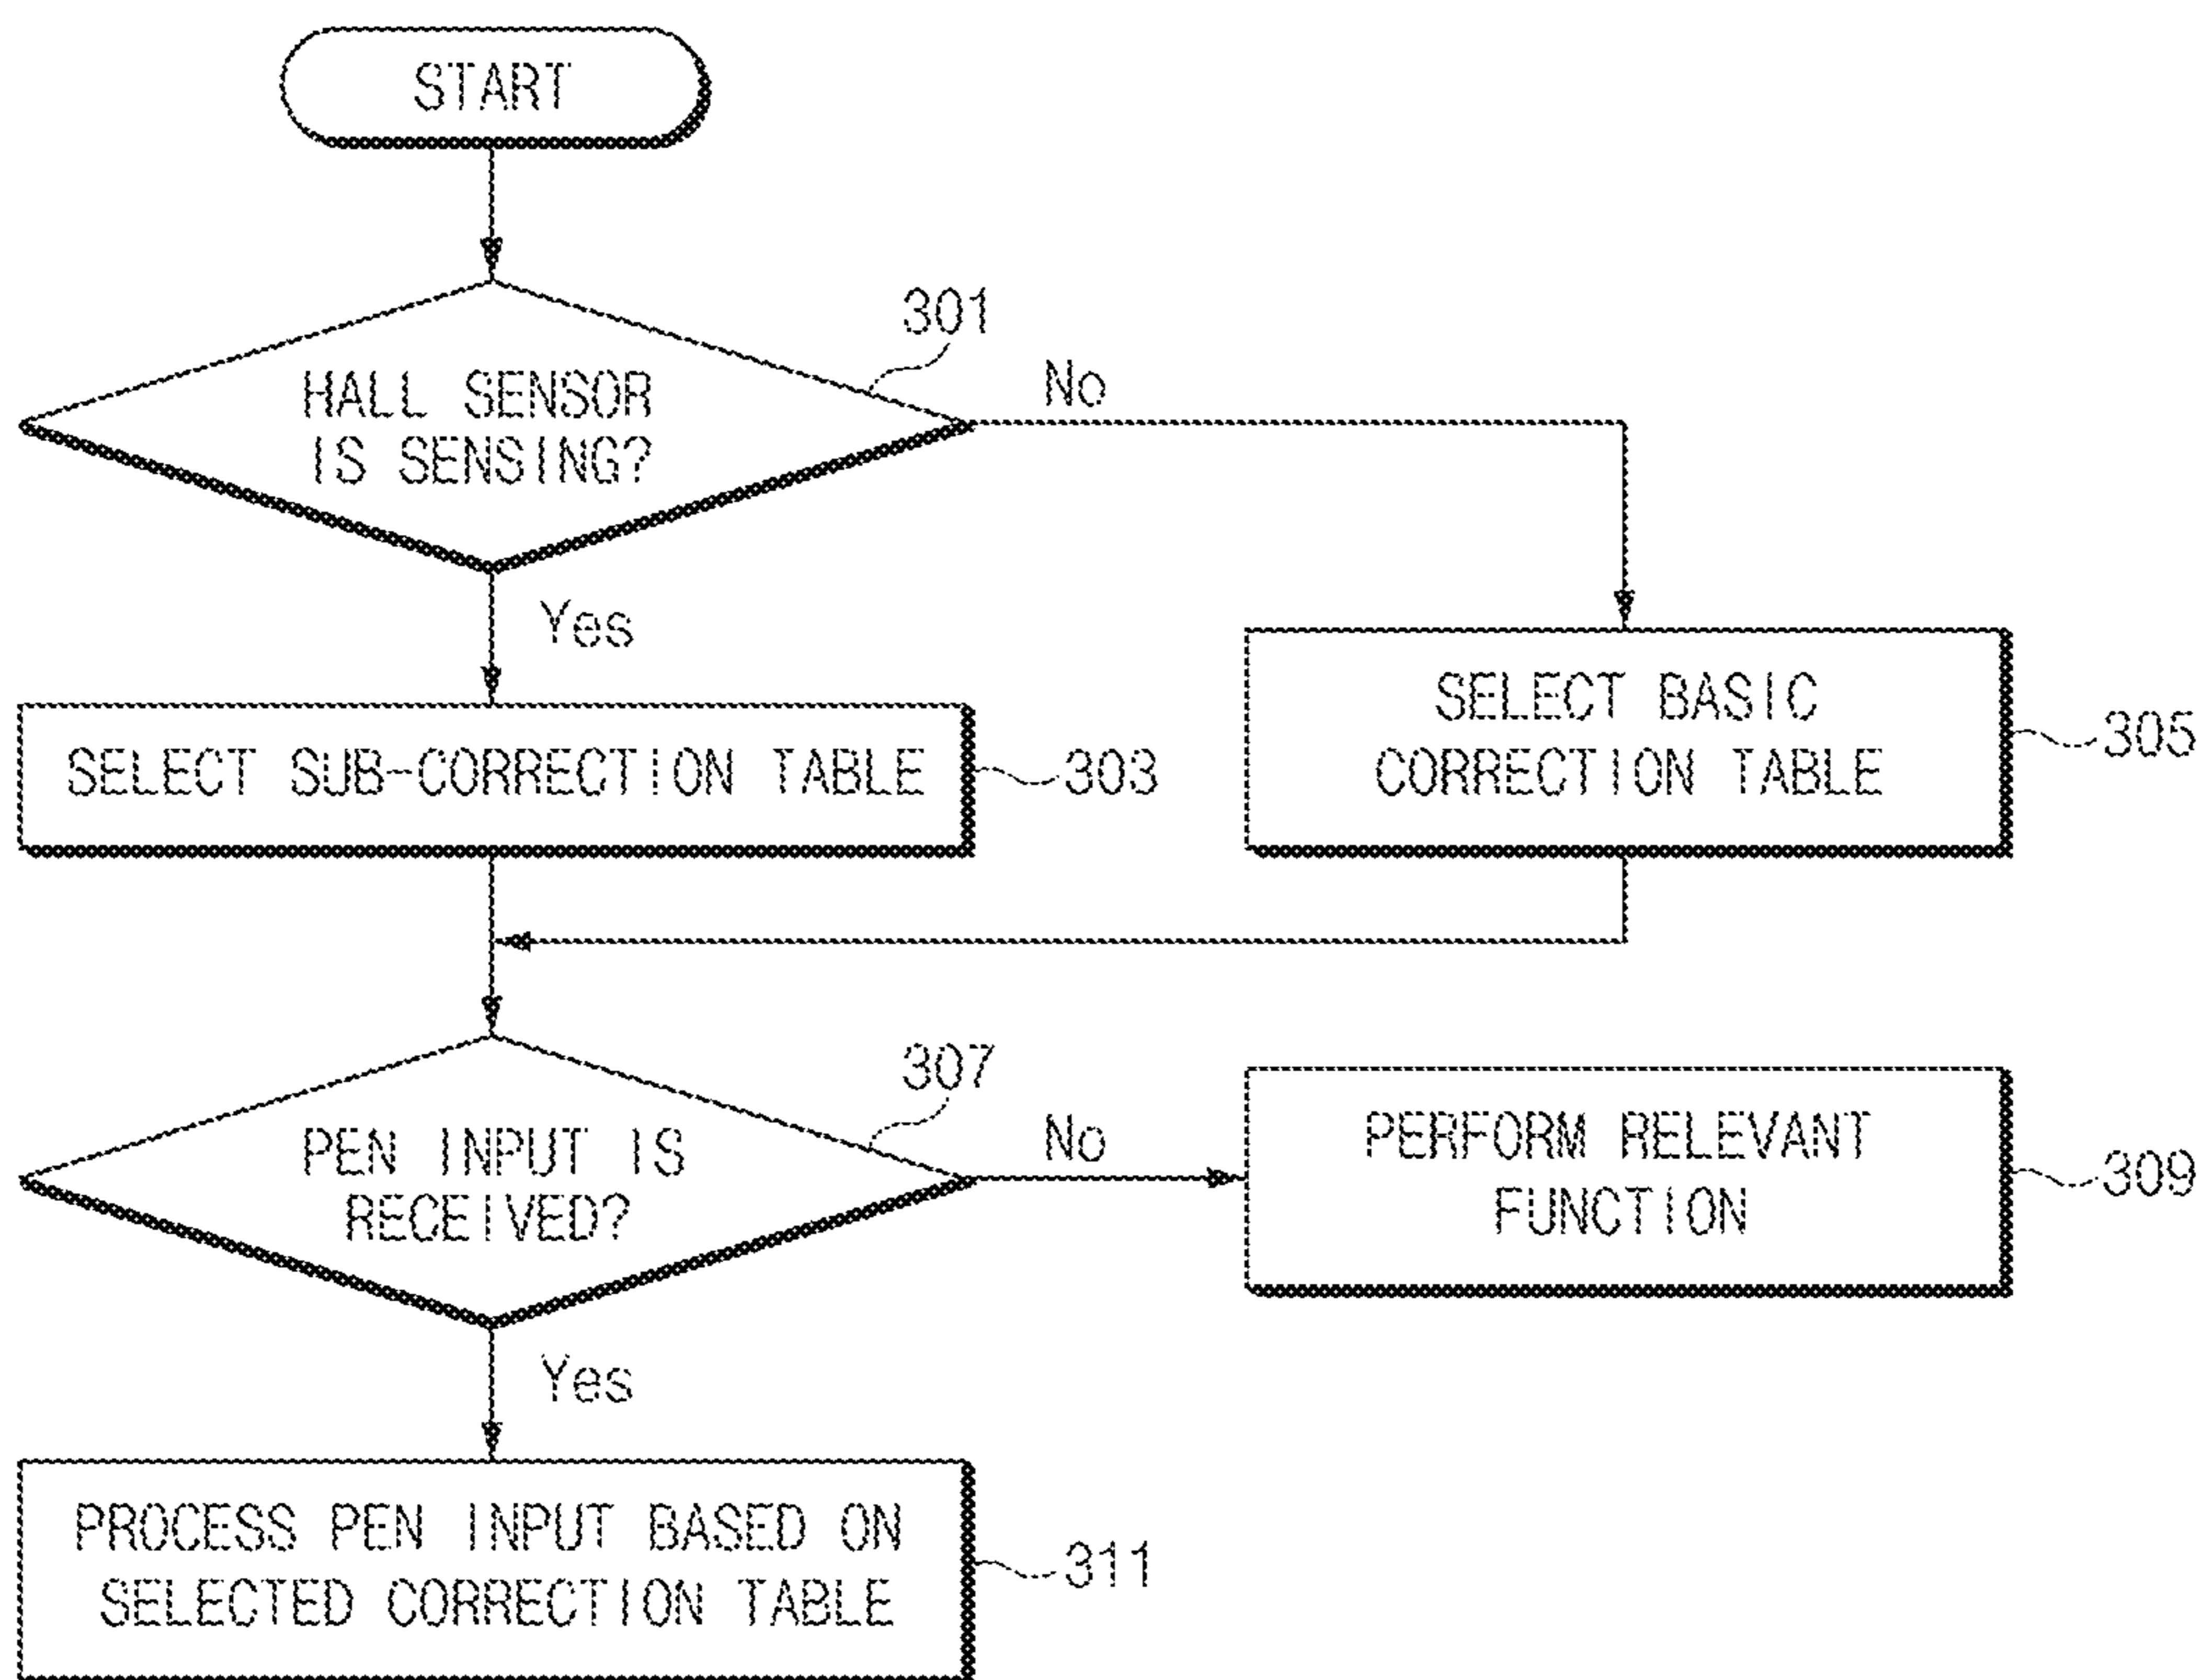 START
301
HALL SENSOR
IS SENSING?
No
Yes
SELECT SUB-CORRECTION TABLE
303
SELECT BASIC
CORRECTION TABLE
305
307
PEN INPUT IS
RECEIVED?
No
PERFORM RELEVANT
FUNCTION
309
Yes
PROCESS PEN INPUT BASED ON
SELECTED CORRECTION TABLE
311